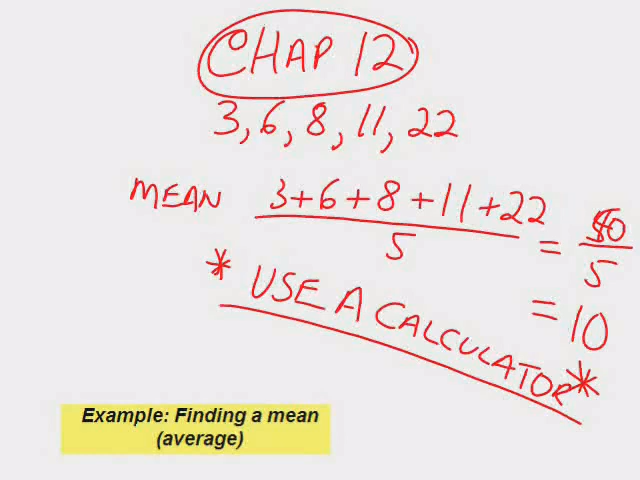 CHAP 12
3, 6, 8, 11, 22
MEAN 3+6+8+11+22 / 5 = 50 / 5
= 10
* USE A CALCULATOR *
Example: Finding a mean
(average)